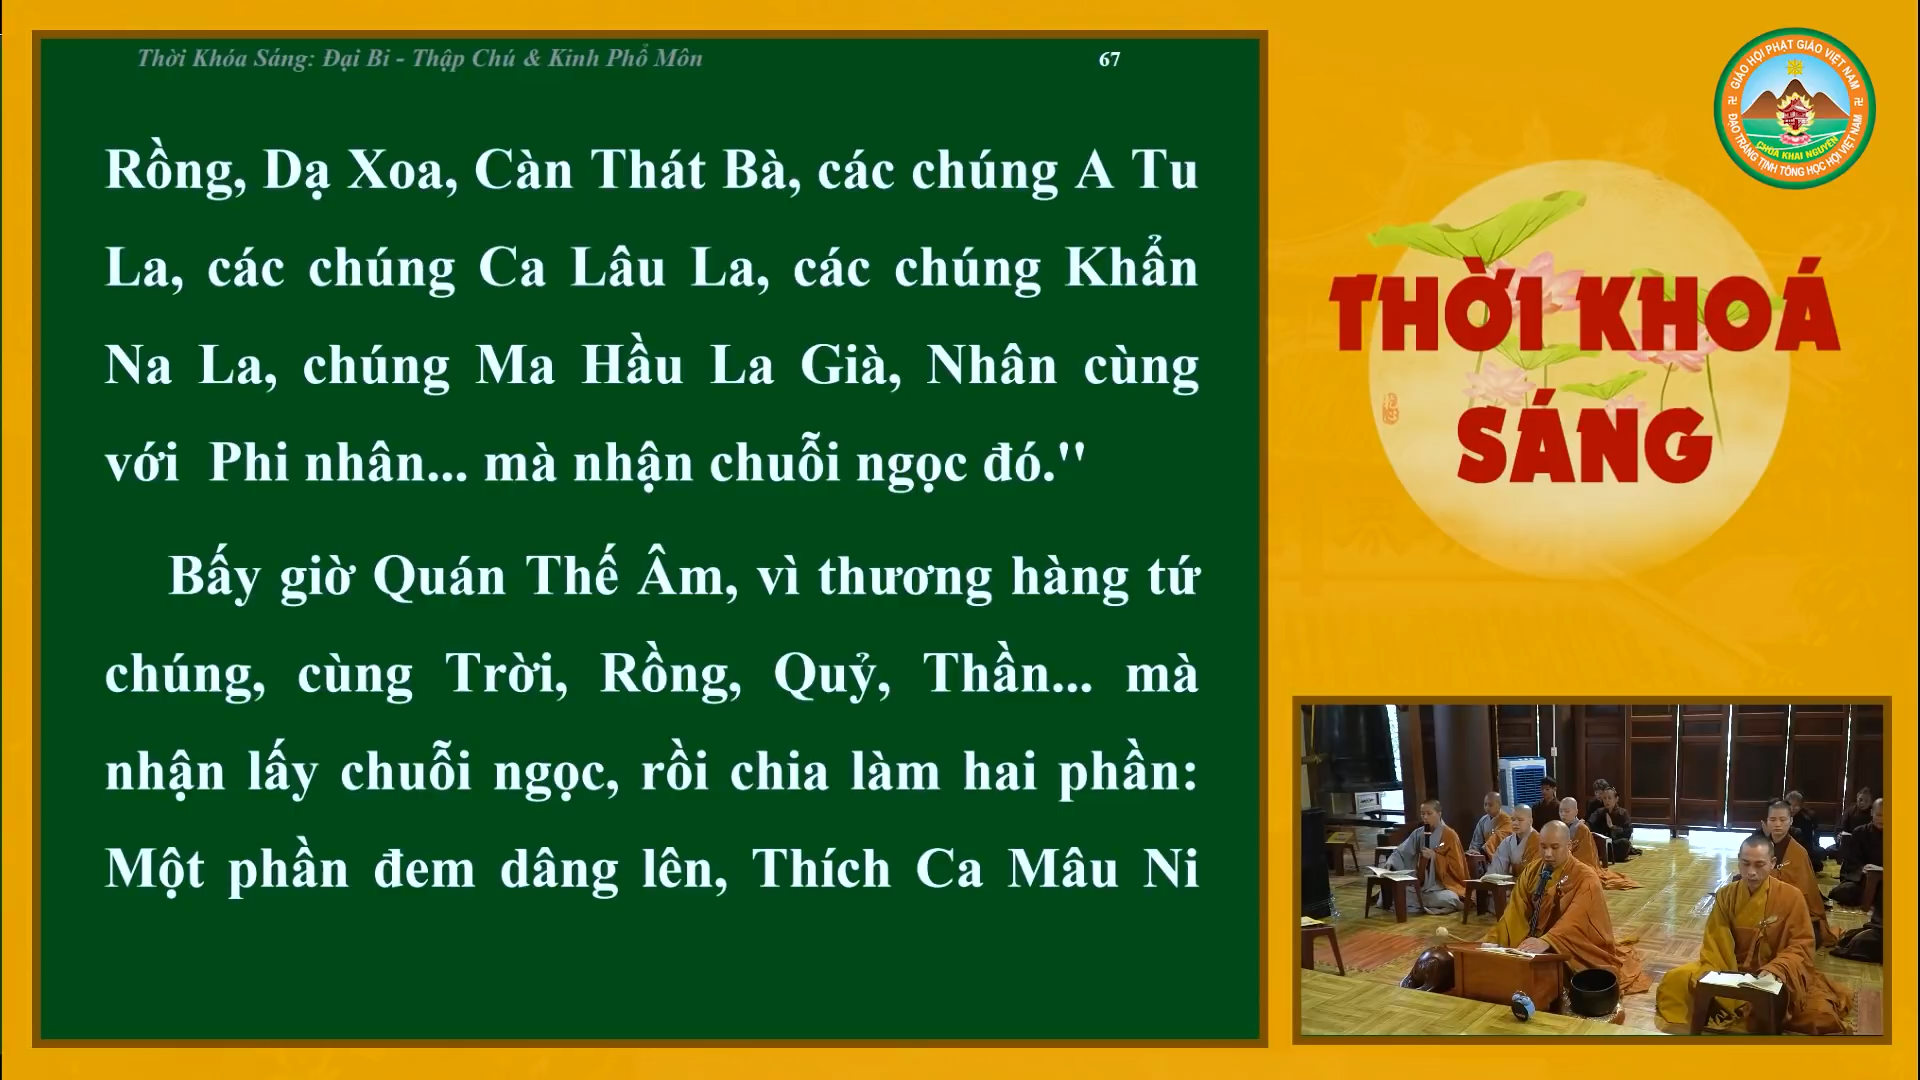 Thời Khóa Sáng: Đại Bi - Thập Chú & Kinh Phổ Môn
67
Rồng, Dạ Xoa, Càn Thát Bà, các chúng A Tu
La, các chúng Ca Lâu La, các chúng Khẩn
Na La, chúng Ma Hầu La Già, Nhân cùng
với Phi nhân... mà nhận chuỗi ngọc đó."
Bấy giờ Quán Thế Âm, vì thương hàng tứ
chúng, cùng Trời, Rồng, Quỷ, Thần... mà
nhận lấy chuỗi ngọc, rồi chia làm hai phần:
Một phần đem dâng lên, Thích Ca Mâu Ni
GIÁO HỘI PHẬT GIÁO VIỆT NAM
CHÙA KHAI NGUYÊN
ĐẠO TRÀNG TỊNH TÔNG HỌC HỘI VIỆT NAM
THỜI KHOÁ
SÁNG